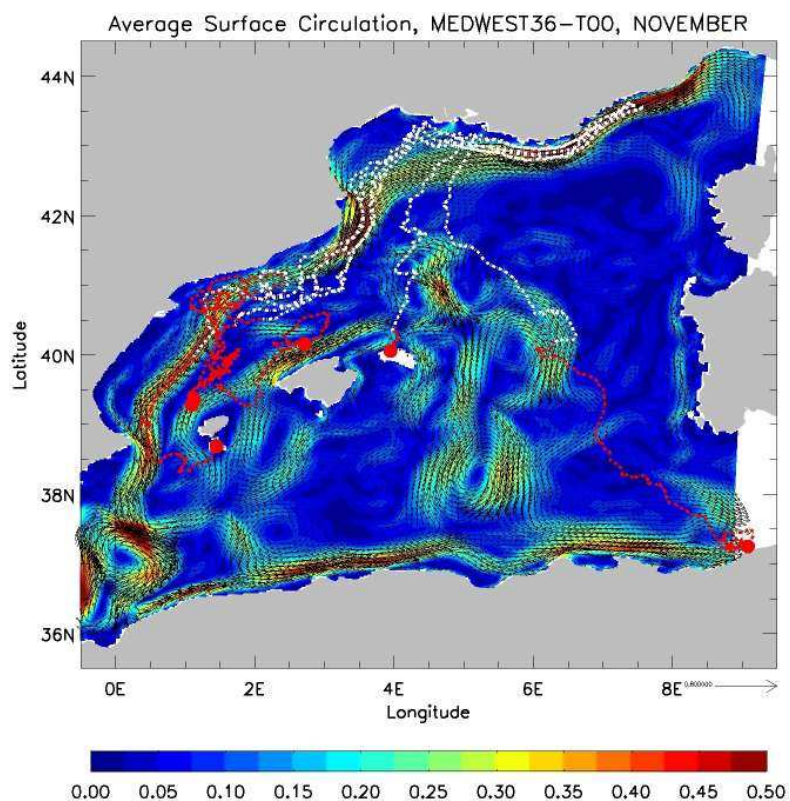 Average Surface Circulation, MEDWEST36-T00, NOVEMBER
44N
42N
40N
38N
36N
Latitude
0E 2E 4E 6E 8E
Longitude
0.00 0.05 0.10 0.15 0.20 0.25 0.30 0.35 0.40 0.45 0.50